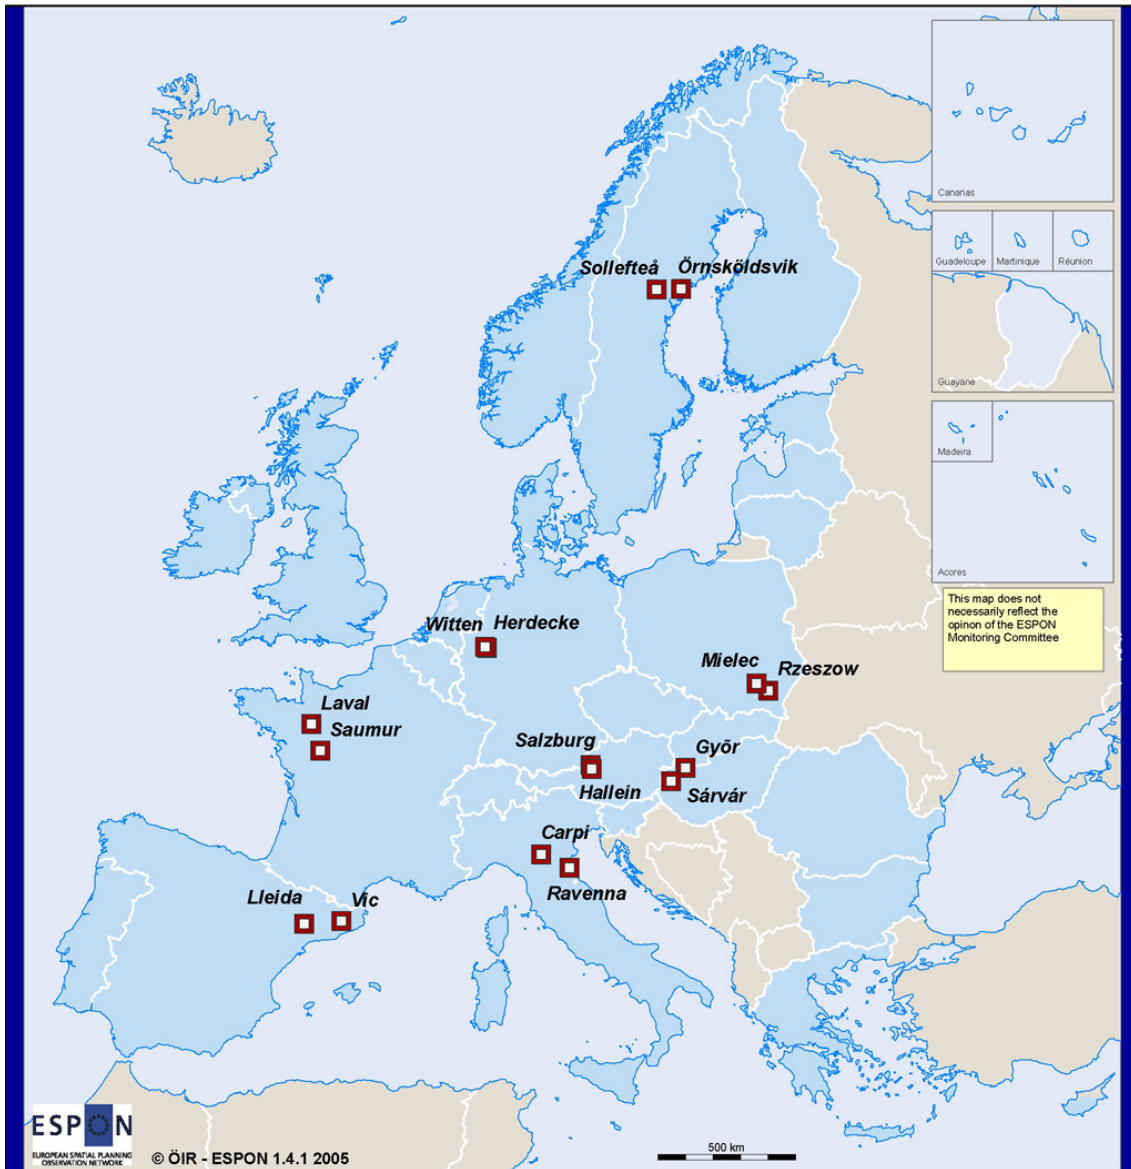 Canarias
Guadeloupe
Martinique
Réunion
Guayane
Madeira
Acores
This map does not
necessarily reflect the
opinon of the ESPON
Monitoring Committee
Sollefteå
Örnsköldsvik
Witten
Herdecke
Mielec
Rzeszow
Laval
Saumur
Salzburg
Győr
Hallein
Sárvár
Carpi
Ravenna
Lleida
Vic
ESPON
EUROPEAN SPATIAL PLANNING
OBSERVATION NETWORK
© ÖIR - ESPON 1.4.1 2005
500 km